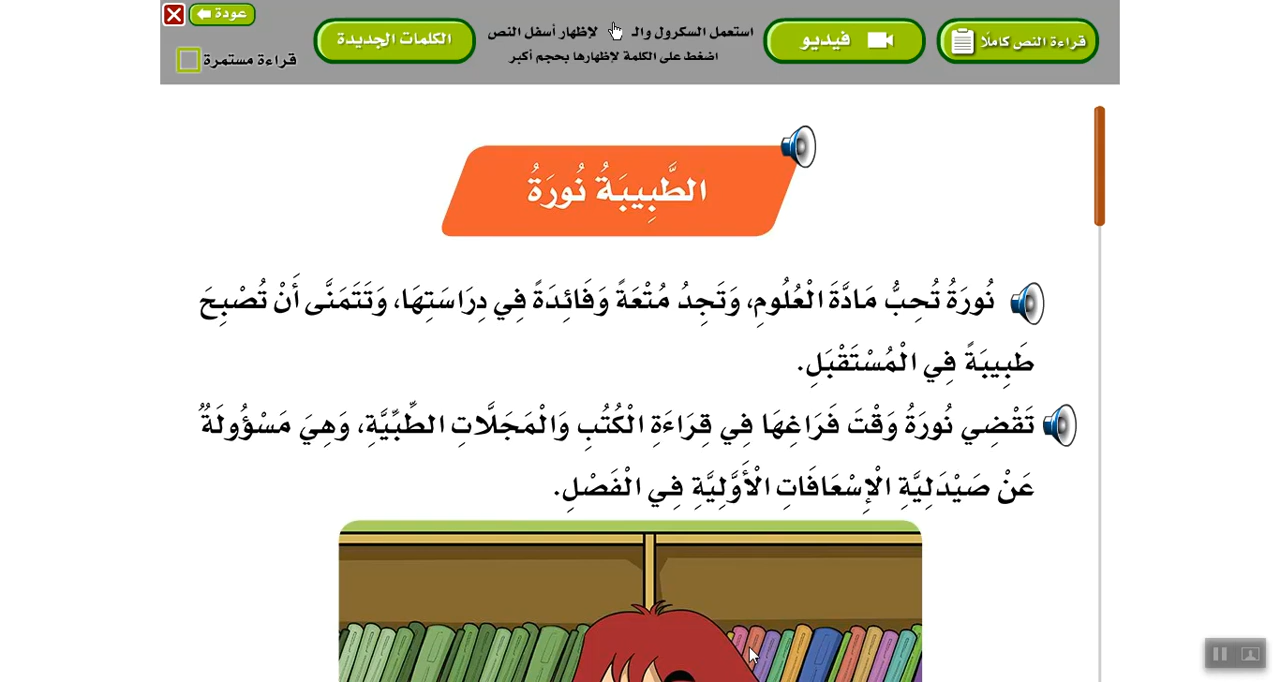 عودة
قراءة مستمرة
الكلمات الجديدة
استعمل السكرول والـ لإظهار أسفل النص
اضغط على الكلمة لإظهارها بحجم أكبر
فيديو
قراءة النص كاملًا
الطَّبِيبَةُ نُورَةُ
نُورَةُ تُحِبُّ مَادَّةَ الْعُلُومِ، وَتَجِدُ مُتْعَةً وَفَائِدَةً فِي دِرَاسَتِهَا، وَتَتَمَنَّى أَنْ تُصْبِحَ
طَبِيبَةً فِي الْمُسْتَقْبَلِ.
تَقْضِي نُورَةُ وَقْتَ فَرَاغِهَا فِي قِرَاءَةِ الْكُتُبِ وَالْمَجَلَّاتِ الطِّبِّيَّةِ، وَهِيَ مَسْؤُولَةٌ
عَنْ صَيْدَلِيَّةِ الْإِسْعَافَاتِ الْأَوَّلِيَّةِ فِي الْفَصْلِ.